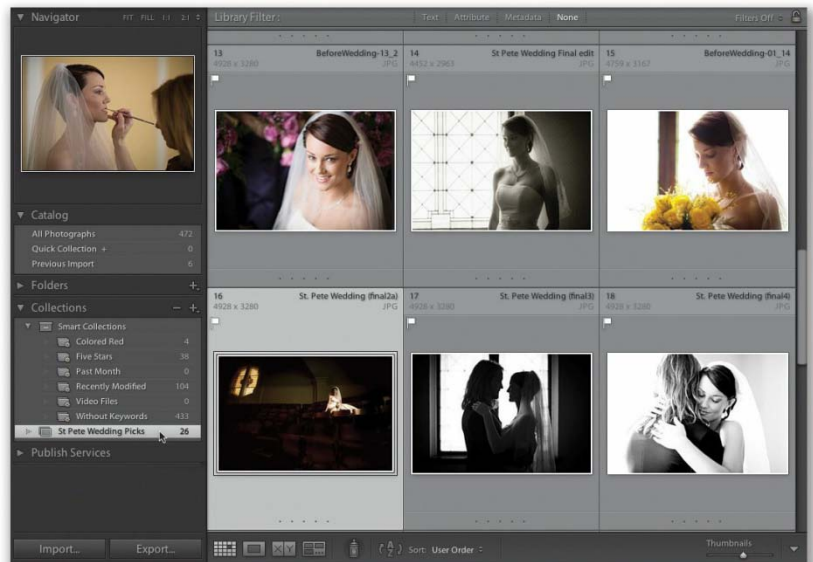 Navigator FIT FILL 1:1 2:1
Library Filter : Text Attribute Metadata None Filters Off
13 BeforeWedding-13_2
4928 x 3280 JPG
14 St Pete Wedding Final edit
4452 x 2963 JPG
15 BeforeWedding-01_14
4759 x 3167 JPG
Catalog
All Photographs 472
Quick Collection + 0
Previous Import 6
Folders
Collections
Smart Collections
Colored Red 4
Five Stars 38
Past Month 0
Recently Modified 104
Video Files 0
Without Keywords 433
St Pete Wedding Picks 26
Publish Services
16 St. Pete Wedding (final2a)
4928 x 3280 JPG
17 St. Pete Wedding (final3)
4928 x 3280 JPG
18 St. Pete Wedding (final4)
4928 x 3280 JPG
Import... Export...
X Y
A Z Sort: User Order
Thumbnails